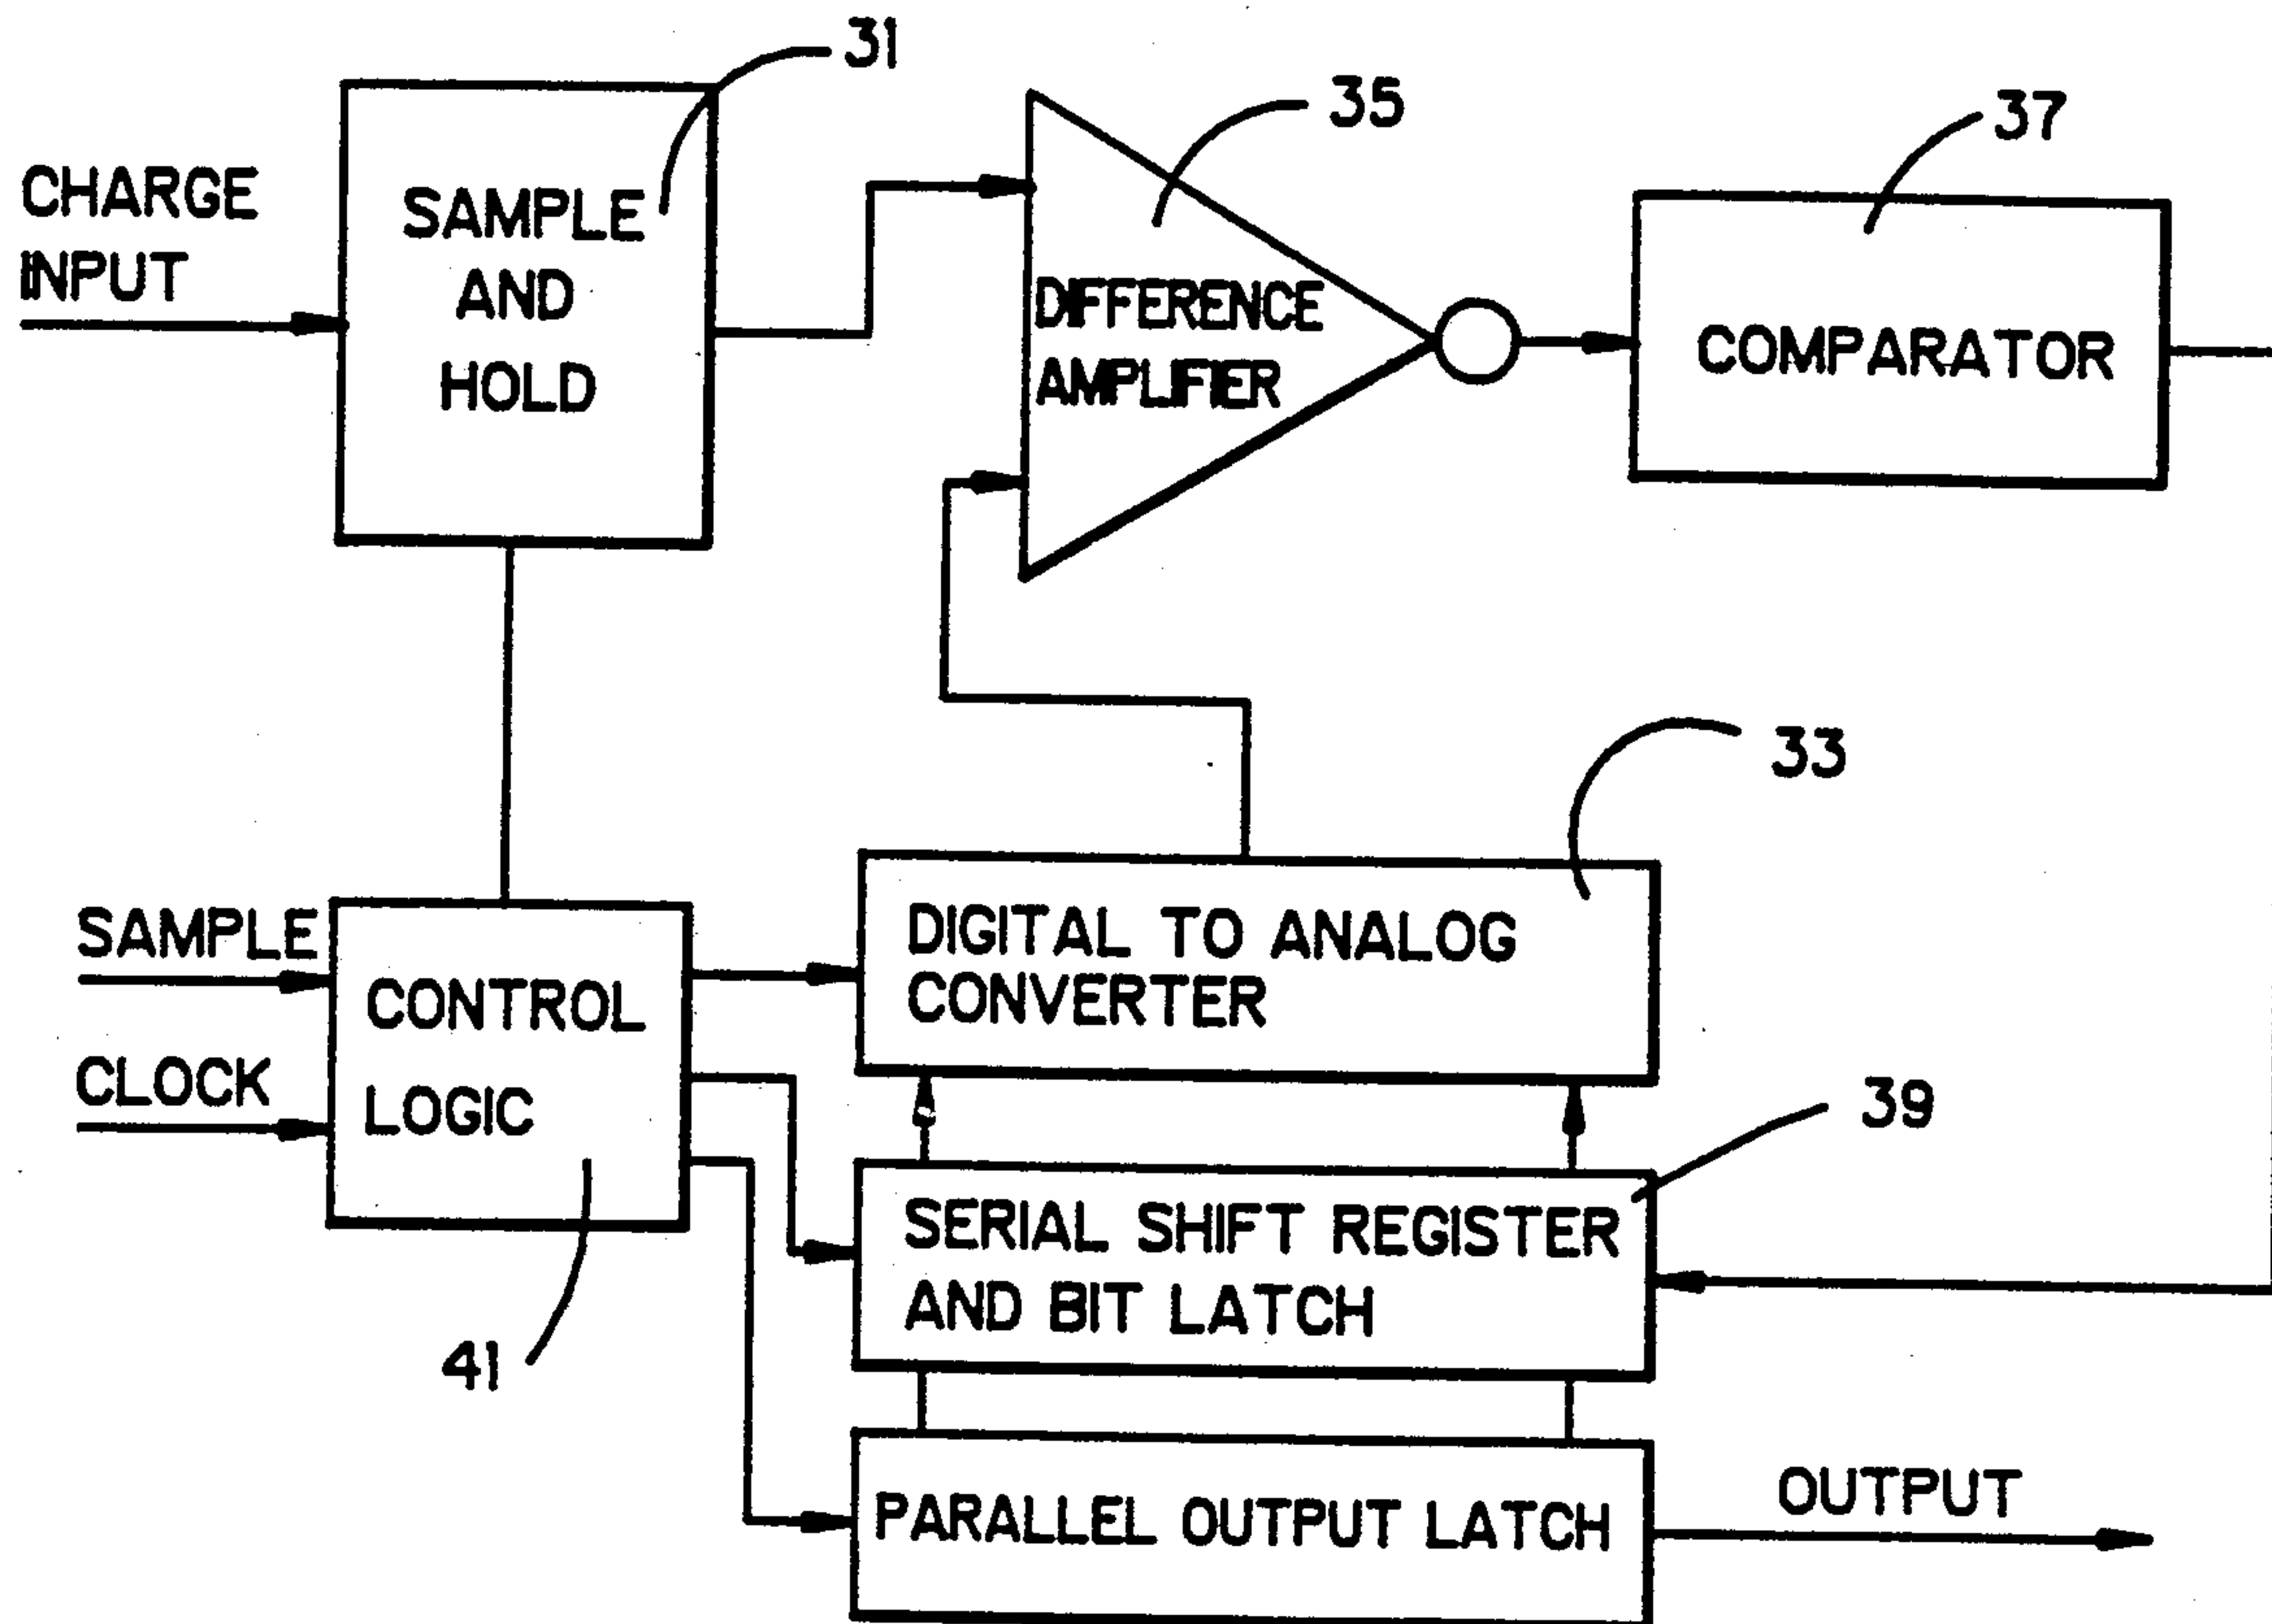 31
35
37
CHARGE
INPUT
SAMPLE
AND
HOLD
DIFFERENCE
AMPLIFIER
COMPARATOR
33
SAMPLE
CLOCK
CONTROL
LOGIC
41
DIGITAL TO ANALOG
CONVERTER
39
SERIAL SHIFT REGISTER
AND BIT LATCH
PARALLEL OUTPUT LATCH
OUTPUT